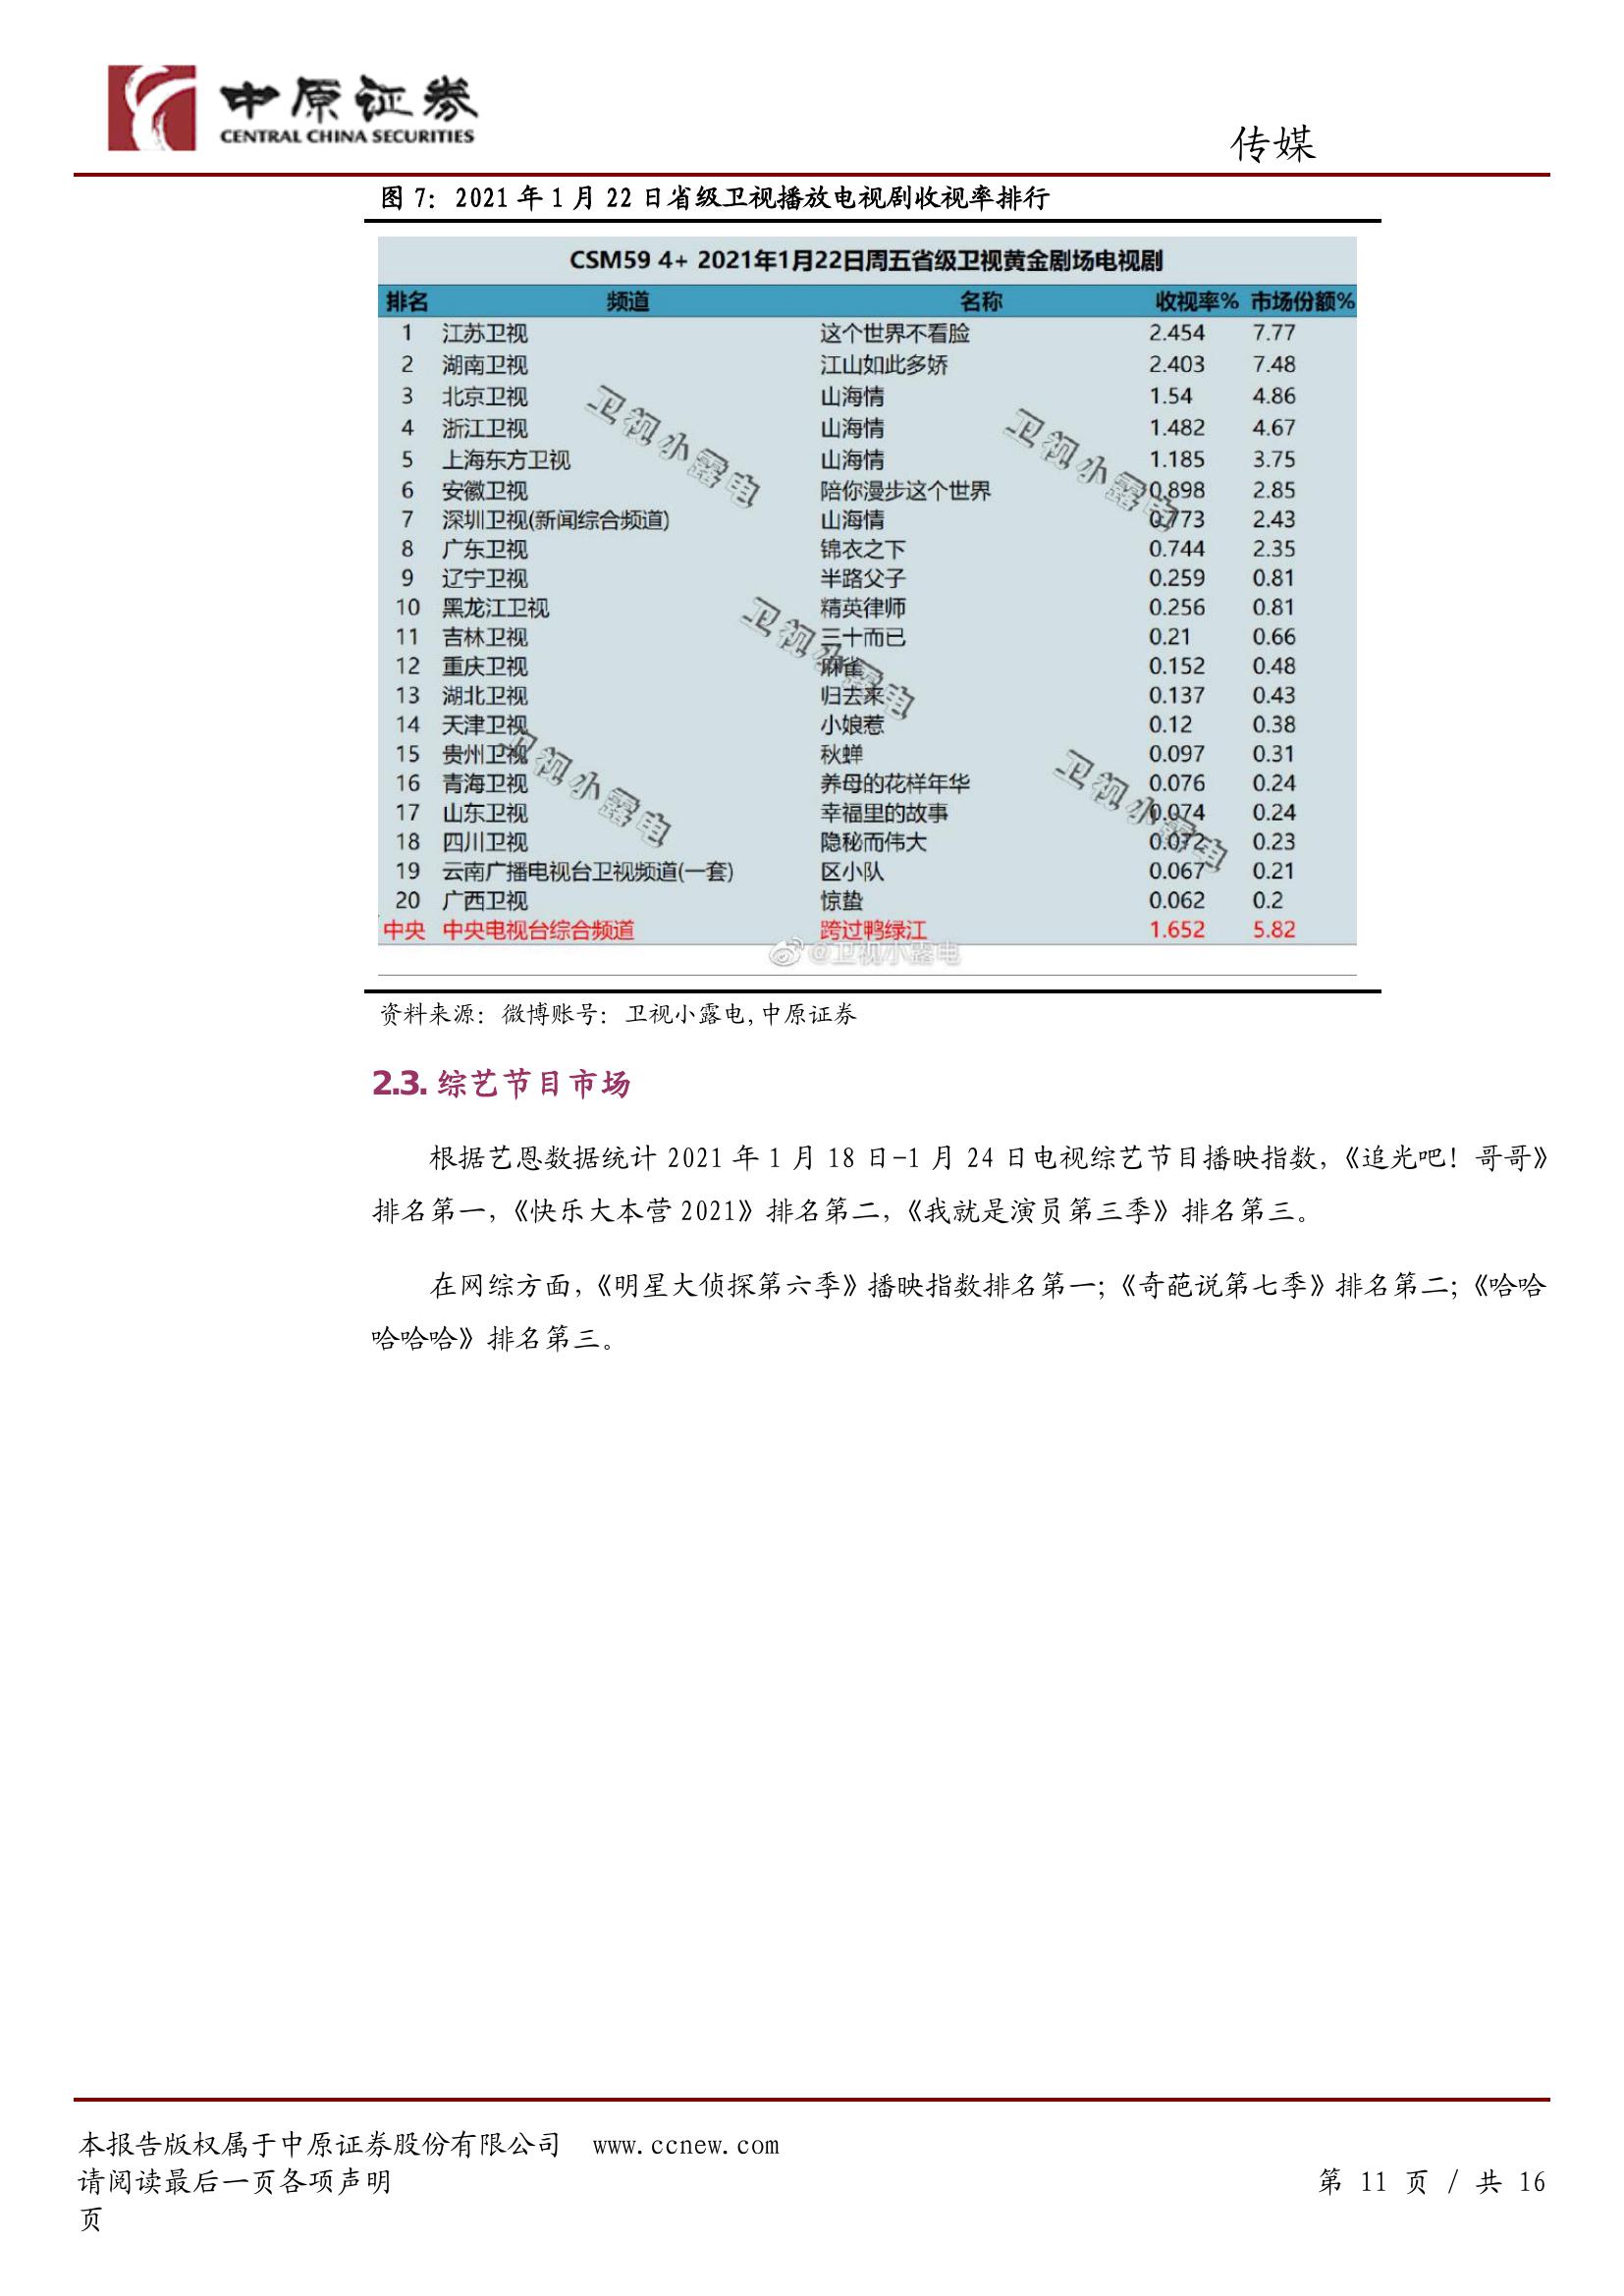 中原证券
CENTRAL CHINA SECURITIES
传媒
图 7：2021 年 1 月 22 日省级卫视播放电视剧收视率排行
CSM59 4+ 2021年1月22日周五省级卫视黄金剧场电视剧
排名 频道 名称 收视率% 市场份额%
1 江苏卫视 这个世界不看脸 2.454 7.77
2 湖南卫视 江山如此多娇 2.403 7.48
3 北京卫视 山海情 1.54 4.86
4 浙江卫视 山海情 1.482 4.67
5 上海东方卫视 山海情 1.185 3.75
6 安徽卫视 陪你漫步这个世界 0.898 2.85
7 深圳卫视(新闻综合频道) 山海情 0.773 2.43
8 广东卫视 锦衣之下 0.744 2.35
9 辽宁卫视 半路父子 0.259 0.81
10 黑龙江卫视 精英律师 0.256 0.81
11 吉林卫视 三十而已 0.21 0.66
12 重庆卫视 麻雀 0.152 0.48
13 湖北卫视 归去来 0.137 0.43
14 天津卫视 小娘惹 0.12 0.38
15 贵州卫视 秋蝉 0.097 0.31
16 青海卫视 养母的花样年华 0.076 0.24
17 山东卫视 幸福里的故事 0.074 0.24
18 四川卫视 隐秘而伟大 0.072 0.23
19 云南广播电视台卫视频道(一套) 区小队 0.067 0.21
20 广西卫视 惊蛰 0.062 0.2
中央 中央电视台综合频道 跨过鸭绿江 1.652 5.82
卫视小露电
卫视小露电
卫视小露电
卫视小露电
卫视小露电
@卫视小露电
资料来源：微博账号：卫视小露电,中原证券
2.3. 综艺节目市场
根据艺恩数据统计 2021 年 1 月 18 日-1 月 24 日电视综艺节目播映指数，《追光吧！哥哥》
排名第一，《快乐大本营 2021》排名第二，《我就是演员第三季》排名第三。
在网综方面，《明星大侦探第六季》播映指数排名第一；《奇葩说第七季》排名第二；《哈哈
哈哈哈》排名第三。
本报告版权属于中原证券股份有限公司 www.ccnew.com
请阅读最后一页各项声明 第 11 页 / 共 16
页